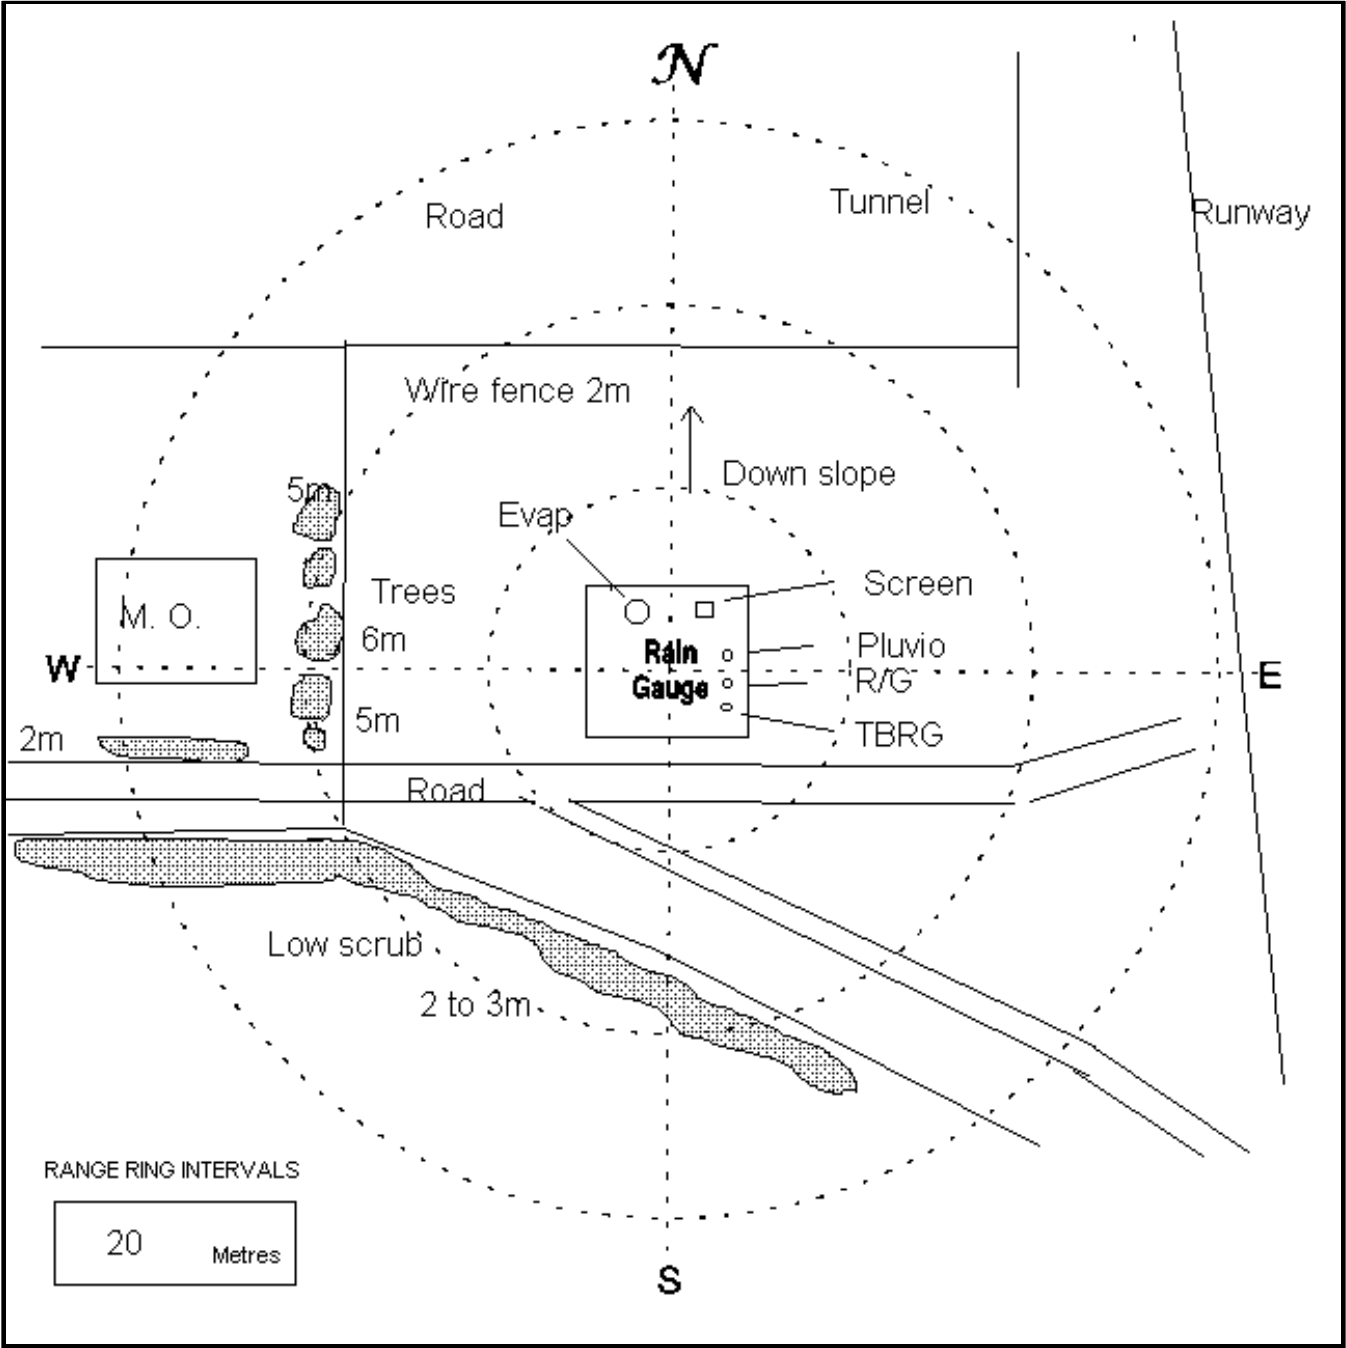 N
Road
Tunnel
Runway
Wire fence 2m
Down slope
5m
Evap
Trees
Screen
M. O.
6m
Rain
Gauge
Pluvio
R/G
W
E
5m
TBRG
2m
Road
Low scrub
2 to 3m
RANGE RING INTERVALS
20 Metres
S